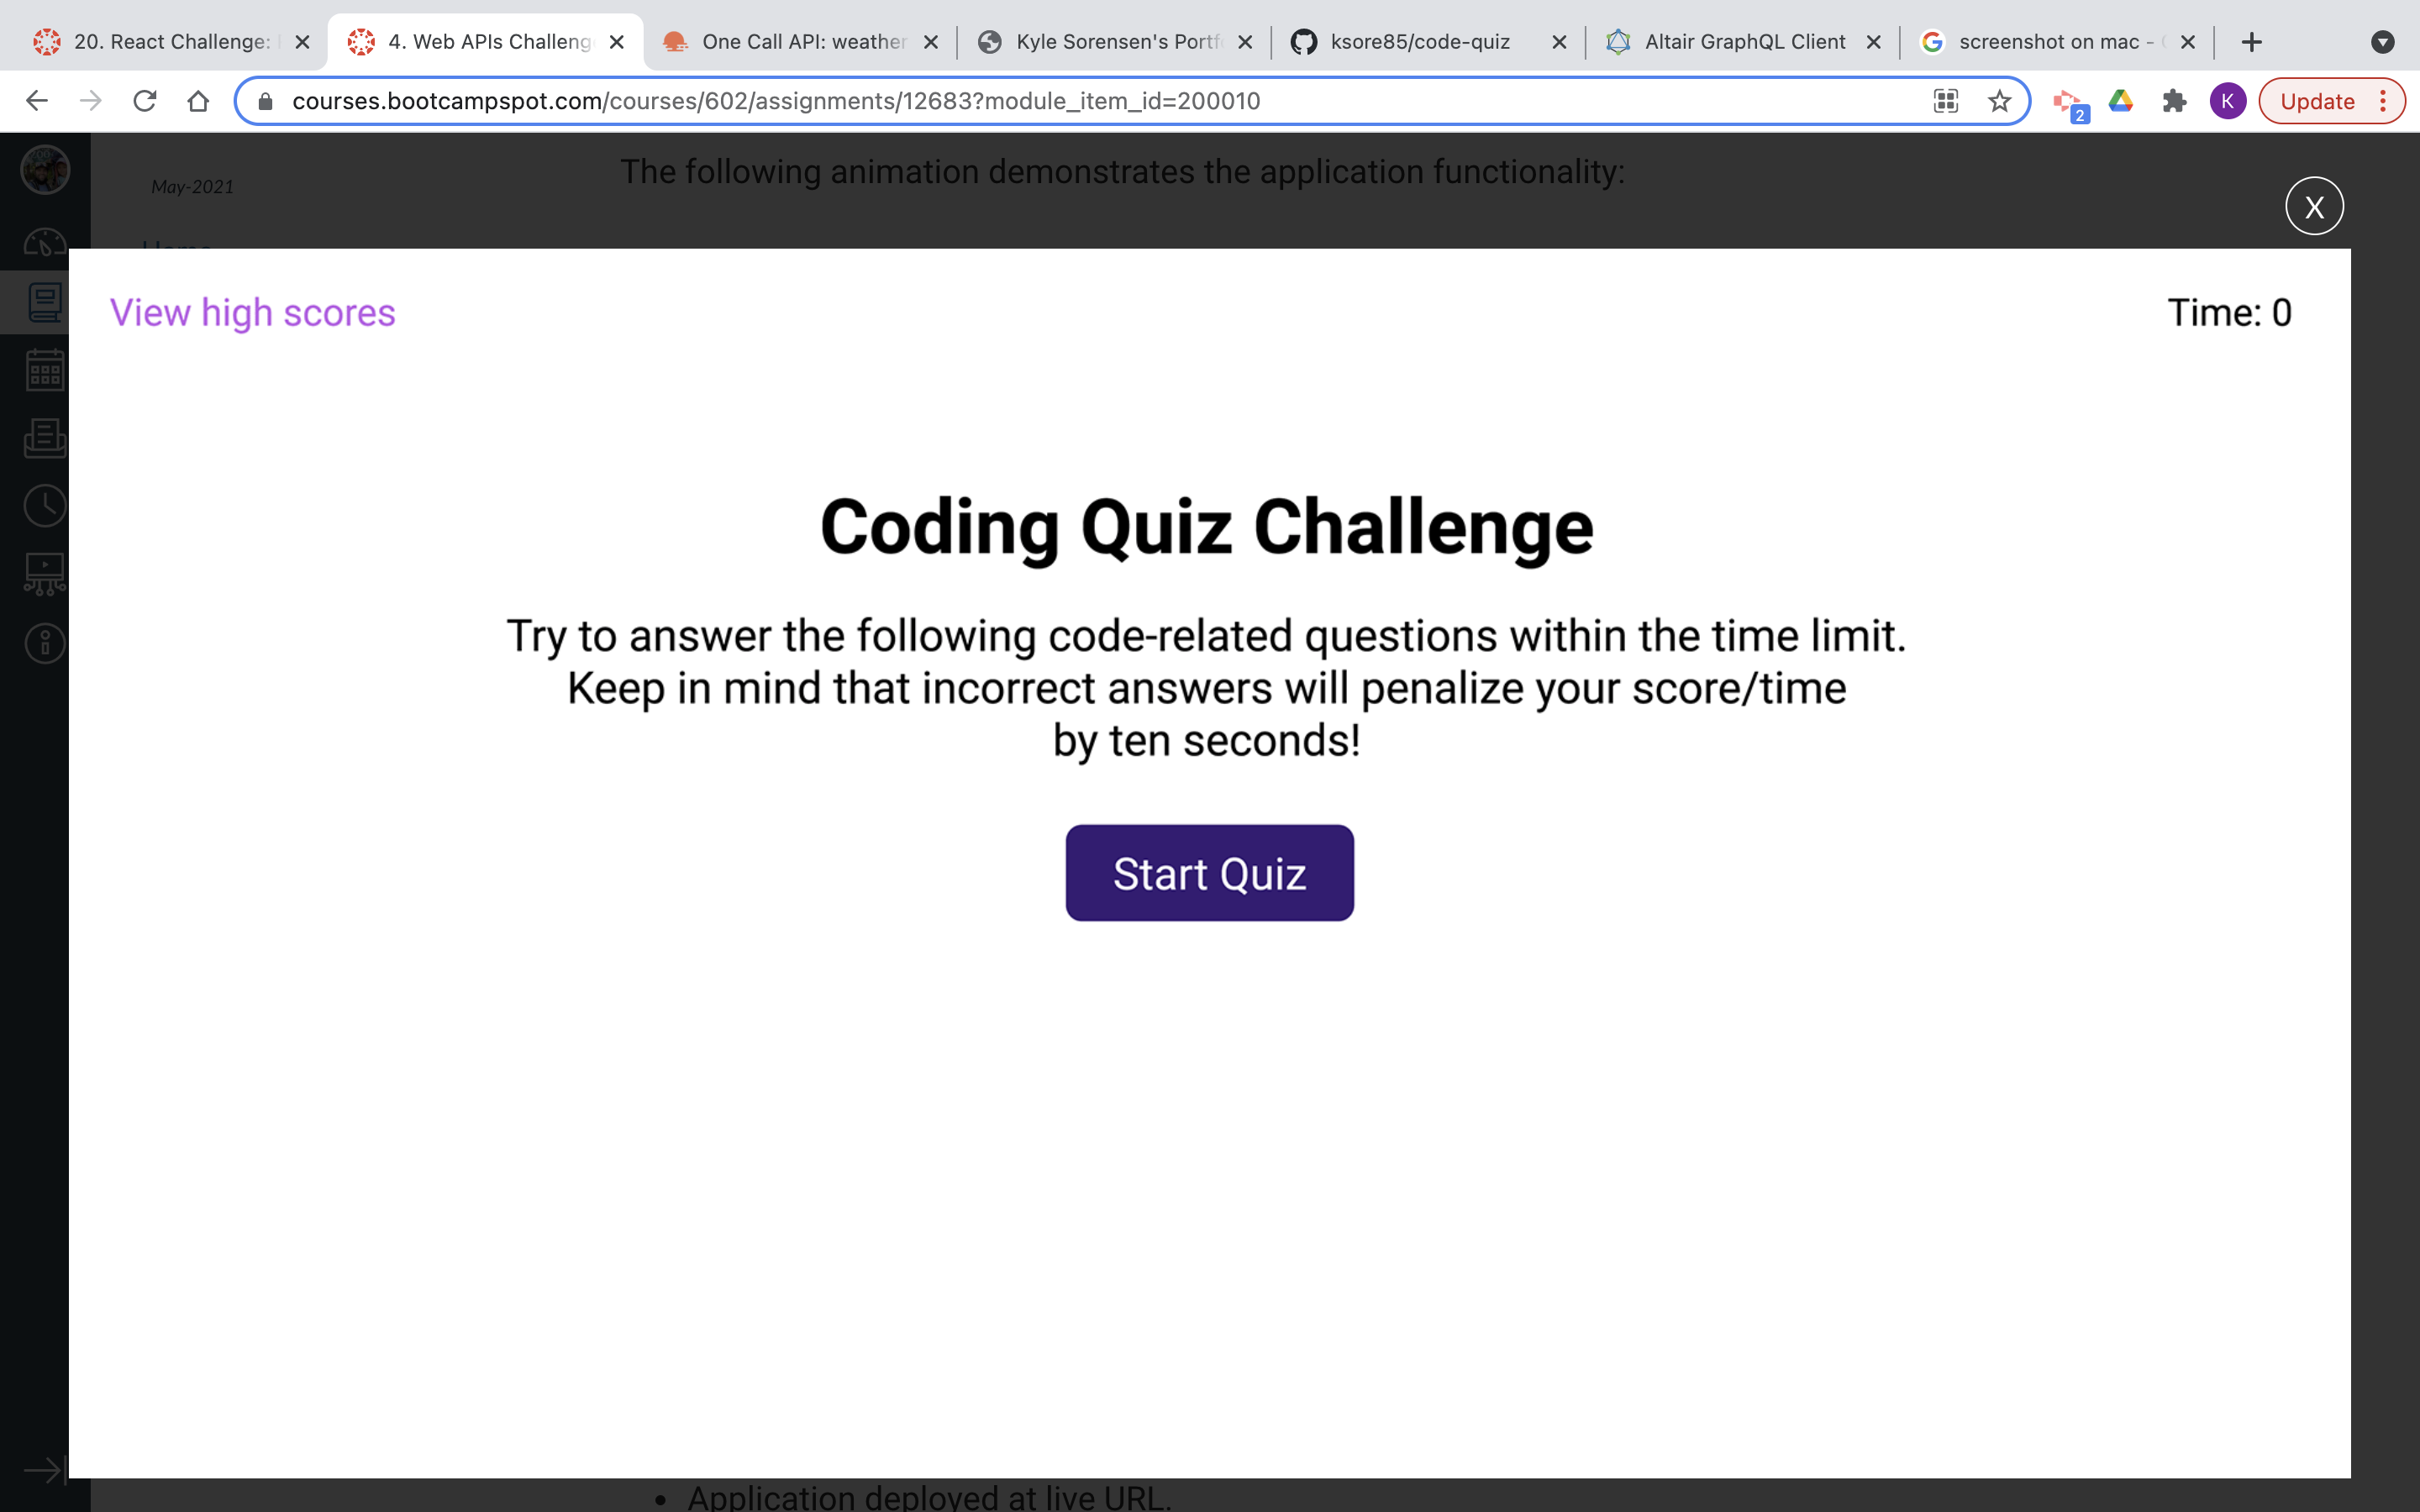 20. React Challenge:
4. Web APIs Challeng
One Call API: weather
Kyle Sorensen's Portf
ksore85/code-quiz
Altair GraphQL Client
screenshot on mac -
courses.bootcampspot.com/courses/602/assignments/12683?module_item_id=200010
2
K
Update
May-2021
The following animation demonstrates the application functionality:
X
Home
View high scores
Time: 0
Coding Quiz Challenge
Try to answer the following code-related questions within the time limit.
Keep in mind that incorrect answers will penalize your score/time
by ten seconds!
Start Quiz
• Application deployed at live URL.